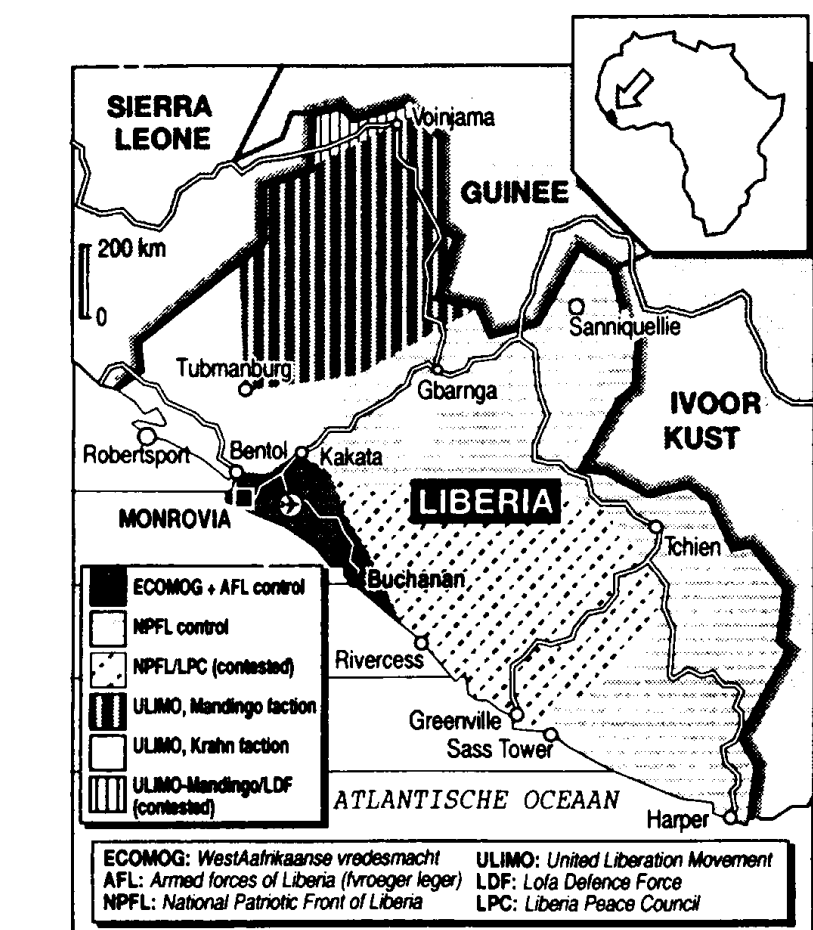 SIERRA
LEONE
Voinjama
GUINEE
200 km
0
Sanniquellie
Tubmanburg
Gbarnga
IVOOR
KUST
Robertsport
Bentol
Kakata
LIBERIA
MONROVIA
Tchien
Buchanan
ECOMOG + AFL control
NPFL control
NPFL/LPC (contested)
ULIMO, Mandingo faction
ULIMO, Krahn faction
ULIMO-Mandingo/LDF
(contested)
Rivercess
Greenville
Sass Tower
ATLANTISCHE OCEAAN
Harper
ECOMOG: WestAafrikaanse vredesmacht
AFL: Armed forces of Liberia (fvroeger leger)
NPFL: National Patriotic Front of Liberia
ULIMO: United Liberation Movement
LDF: Lofa Defence Force
LPC: Liberia Peace Council